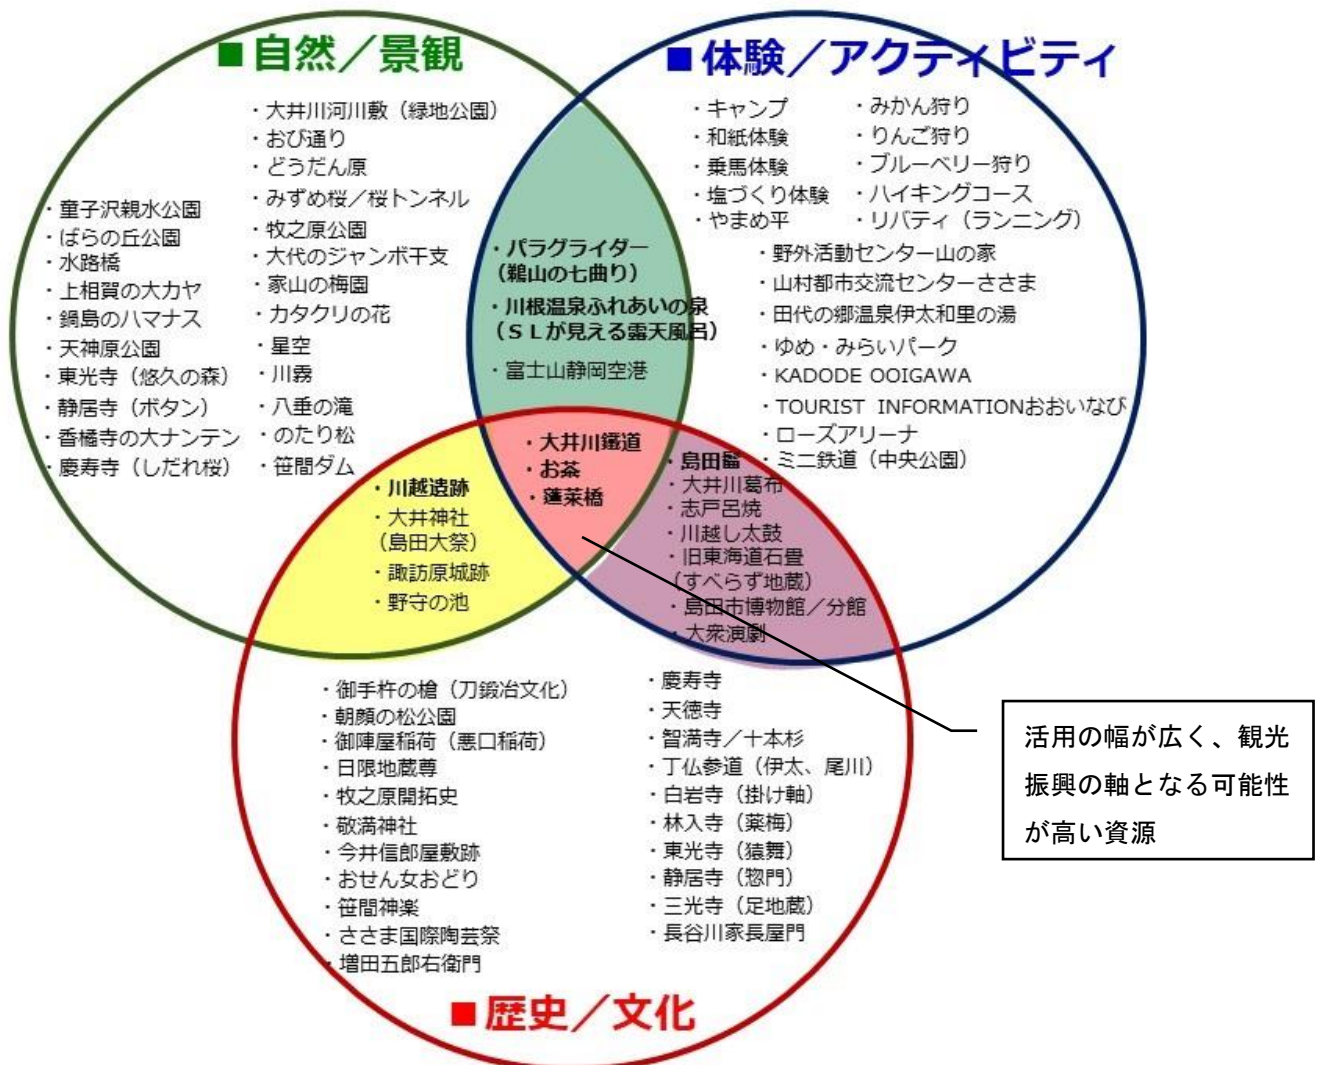 ■自然／景観
・大井川河川敷（緑地公園）
・おび通り
・どうだん原
・みずめ桜／桜トンネル
・牧之原公園
・大代のジャンボ干支
・家山の梅園
・カタクリの花
・星空
・川霧
・八垂の滝
・のたり松
・笹間ダム
・童子沢親水公園
・ばらの丘公園
・水路橋
・上相賀の大カヤ
・鍋島のハマナス
・天神原公園
・東光寺（悠久の森）
・静居寺（ボタン）
・香橘寺の大ナンテン
・慶寿寺（しだれ桜）
■体験／アクティビティ
・キャンプ
・和紙体験
・乗馬体験
・塩づくり体験
・やまめ平
・みかん狩り
・りんご狩り
・ブルーベリー狩り
・ハイキングコース
・リバティ（ランニング）
・野外活動センター山の家
・山村都市交流センターささま
・田代の郷温泉伊太和里の湯
・ゆめ・みらいパーク
・KADODE OOIGAWA
・TOURIST INFORMATIONおおいなび
・ローズアリーナ
・ミニ鉄道（中央公園）
・パラグライダー
（鵜山の七曲り）
・川根温泉ふれあいの泉
（ＳＬが見える露天風呂）
・富士山静岡空港
・大井川鐵道
・お茶
・蓬莱橋
・川越遺跡
・大井神社
（島田大祭）
・諏訪原城跡
・野守の池
・島田髷
・大井川葛布
・志戸呂焼
・川越し太鼓
・旧東海道石畳
（すべらず地蔵）
・島田市博物館／分館
・大衆演劇
・御手杵の槍（刀鍛冶文化）
・朝顔の松公園
・御陣屋稲荷（悪口稲荷）
・日限地蔵尊
・牧之原開拓史
・敬満神社
・今井信郎屋敷跡
・おせん女おどり
・笹間神楽
・ささま国際陶芸祭
・増田五郎右衛門
・慶寿寺
・天徳寺
・智満寺／十本杉
・丁仏参道（伊太、尾川）
・白岩寺（掛け軸）
・林入寺（薬梅）
・東光寺（猿舞）
・静居寺（惣門）
・三光寺（足地蔵）
・長谷川家長屋門
■歴史／文化
活用の幅が広く、観光
振興の軸となる可能性
が高い資源